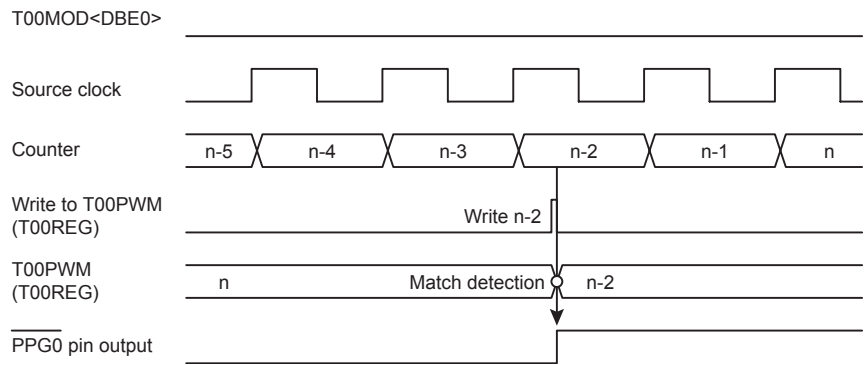 T00MOD<DBE0>
Source clock
Counter n-5 n-4 n-3 n-2 n-1 n
Write to T00PWM
(T00REG)
Write n-2
T00PWM
(T00REG)
n Match detection n-2
PPG0 pin output